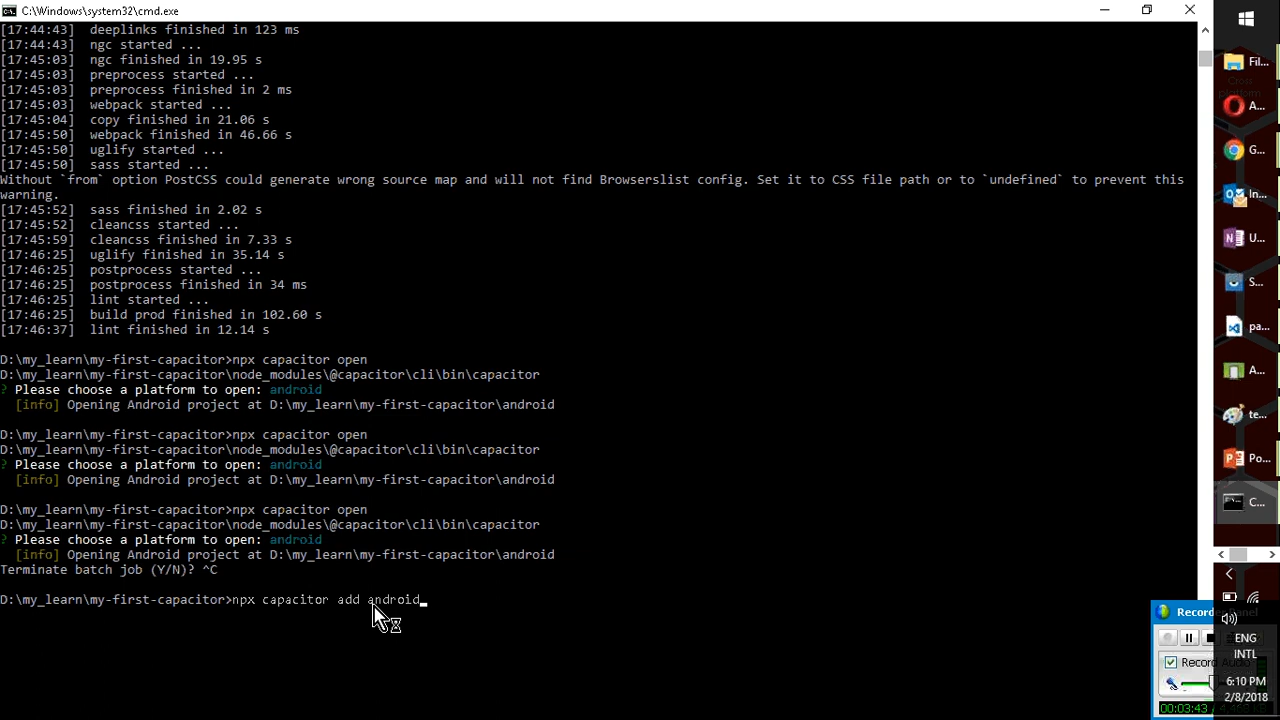 C:\Windows\system32\cmd.exe
[17:44:43]  deeplinks finished in 123 ms
[17:44:43]  ngc started ...
[17:45:03]  ngc finished in 19.95 s
[17:45:03]  preprocess started ...
[17:45:03]  preprocess finished in 2 ms
[17:45:03]  webpack started ...
[17:45:04]  copy finished in 21.06 s
[17:45:50]  webpack finished in 46.66 s
[17:45:50]  uglify started ...
[17:45:50]  sass started ...
Without `from` option PostCSS could generate wrong source map and will not find Browserslist config. Set it to CSS file path or to `undefined` to prevent this
warning.
[17:45:52]  sass finished in 2.02 s
[17:45:52]  cleancss started ...
[17:45:59]  cleancss finished in 7.33 s
[17:46:25]  uglify finished in 35.14 s
[17:46:25]  postprocess started ...
[17:46:25]  postprocess finished in 34 ms
[17:46:25]  lint started ...
[17:46:25]  build prod finished in 102.60 s
[17:46:37]  lint finished in 12.14 s
D:\my_learn\my-first-capacitor>npx capacitor open
D:\my_learn\my-first-capacitor\node_modules\@capacitor\cli\bin\capacitor
? Please choose a platform to open: android
[info] Opening Android project at D:\my_learn\my-first-capacitor\android
D:\my_learn\my-first-capacitor>npx capacitor open
D:\my_learn\my-first-capacitor\node_modules\@capacitor\cli\bin\capacitor
? Please choose a platform to open: android
[info] Opening Android project at D:\my_learn\my-first-capacitor\android
D:\my_learn\my-first-capacitor>npx capacitor open
D:\my_learn\my-first-capacitor\node_modules\@capacitor\cli\bin\capacitor
? Please choose a platform to open: android
[info] Opening Android project at D:\my_learn\my-first-capacitor\android
Terminate batch job (Y/N)? ^C
D:\my_learn\my-first-capacitor>npx capacitor add android
Fil...
A...
G...
In...
U...
S...
pa...
A...
te...
Po...
C...
Recorder Panel
Record Audio
00:03:43
ENG
INTL
6:10 PM
2/8/2018